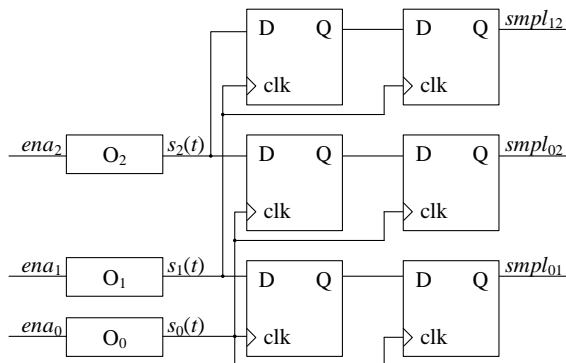 D Q D Q smpl₁₂
clk clk
ena₂ O₂ s₂(t) D Q D Q smpl₀₂
clk clk
ena₁ O₁ s₁(t) D Q D Q smpl₀₁
ena₀ O₀ s₀(t) clk clk